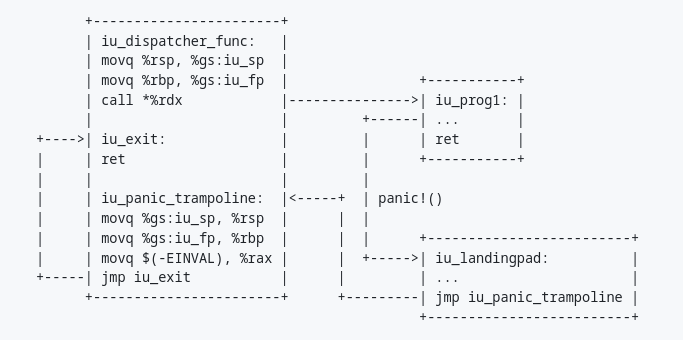 iu_dispatcher_func:
movq %rsp, %gs:iu_sp
movq %rbp, %gs:iu_fp
call *%rdx
iu_exit:
ret
iu_panic_trampoline:
movq %gs:iu_sp, %rsp
movq %gs:iu_fp, %rbp
movq $(-EINVAL), %rax
jmp iu_exit
iu_prog1:
...
ret
panic!()
iu_landingpad:
...
jmp iu_panic_trampoline